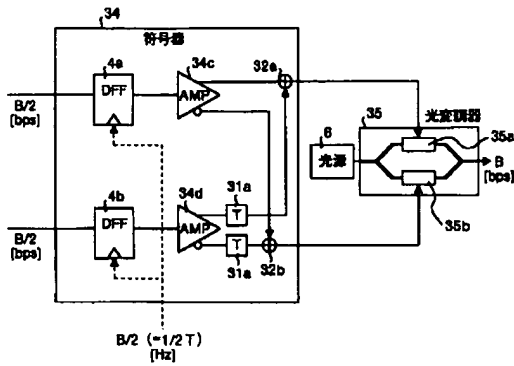 34
符号器
4a
DFF
34c
AMP
32a
B/2
[bps]
光変調器
35
35a
6
光源
B
[bps]
35b
4b
DFF
34d
AMP
31a
T
T
31a
32b
B/2
[bps]
B/2 (=1/2T)
[Hz]